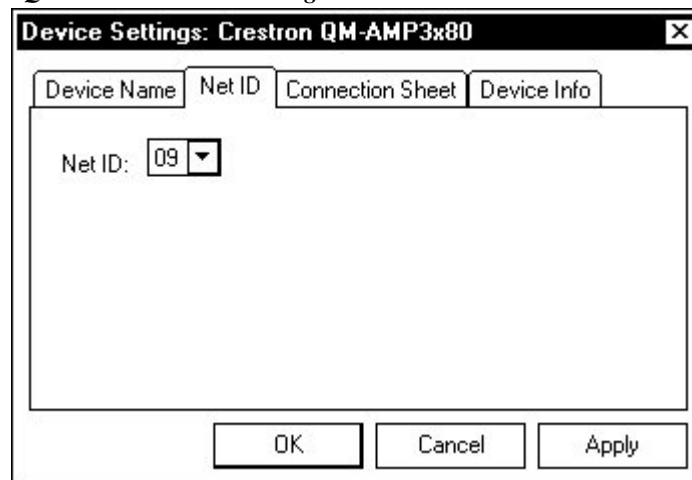 Device Settings: Crestron QM-AMP3x80
Device Name Net ID Connection Sheet Device Info
Net ID: 09
OK Cancel Apply